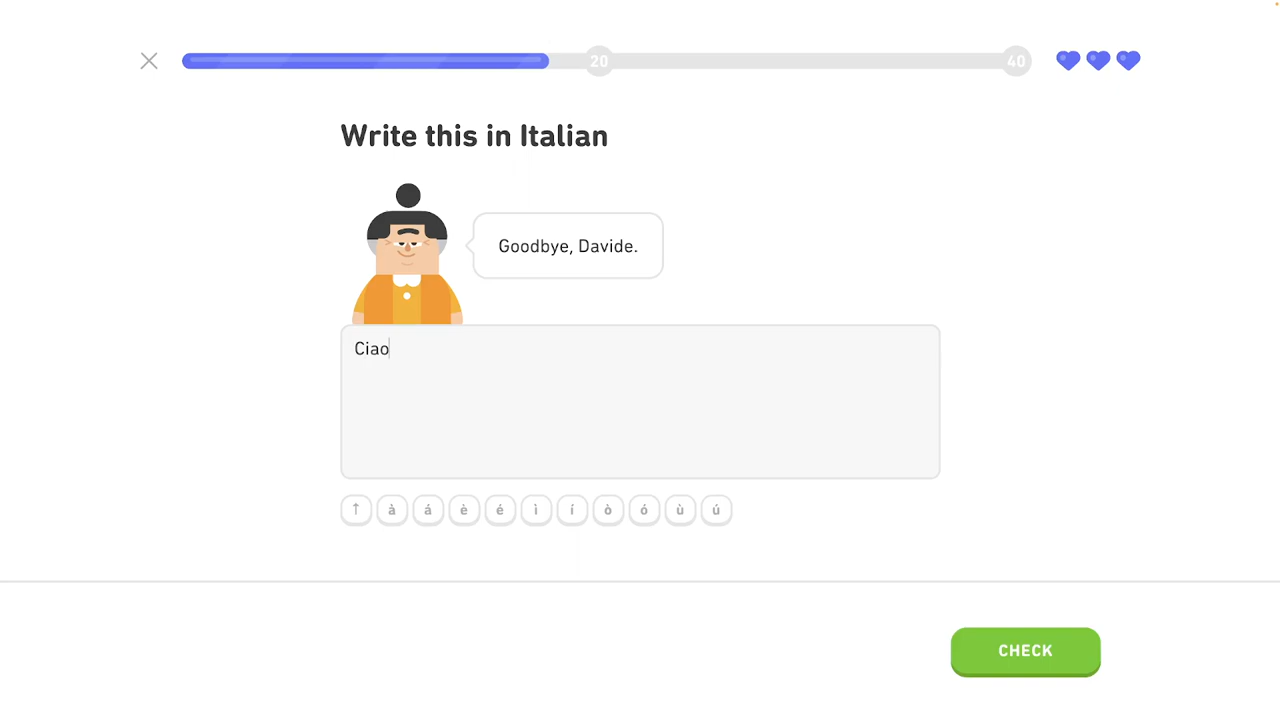 20
40
Write this in Italian
Goodbye, Davide.
Ciao
↑ à á è é ì í ò ó ù ú
CHECK